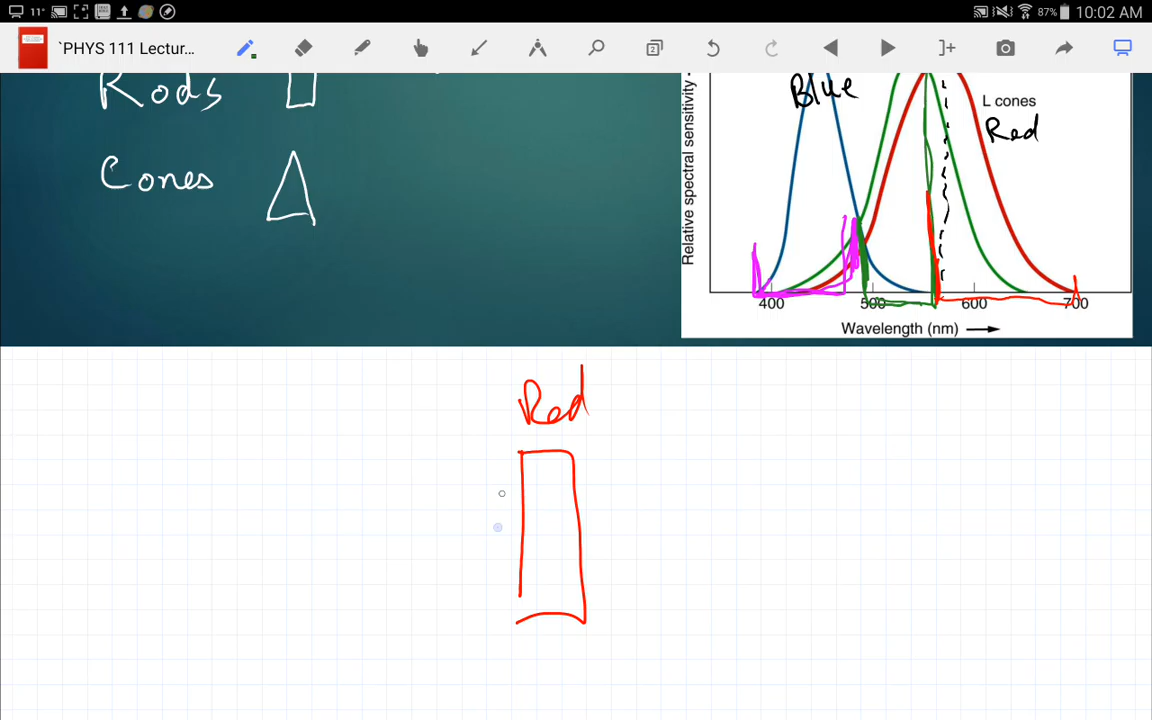 11° 87% 10:02 AM
`PHYS 111 Lectur... 2
Rods
Cones
Relative spectral sensitivity
Blue
L cones
Red
400 500 600 700
Wavelength (nm)
Red